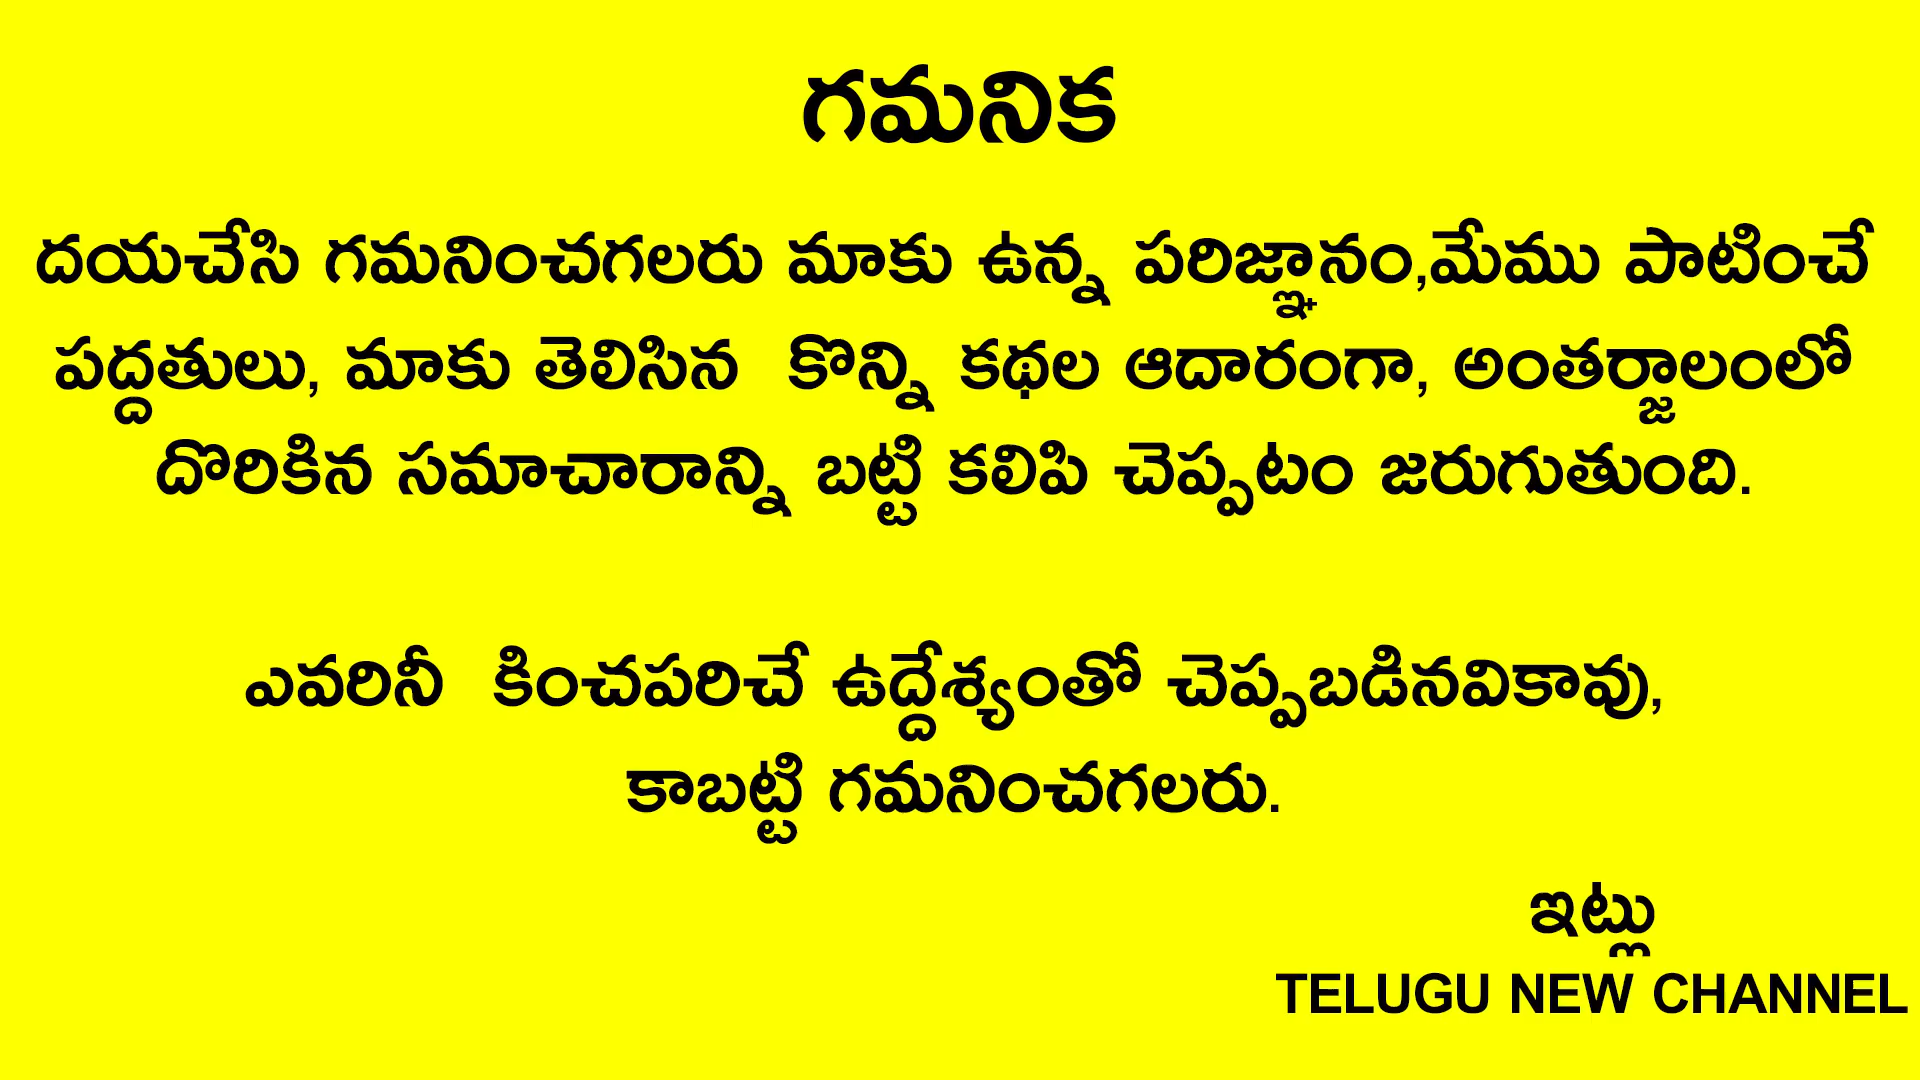 గమనిక
దయచేసి గమనించగలరు మాకు ఉన్న పరిజ్ఞానం,మేము పాటించే
పద్దతులు, మాకు తెలిసిన  కొన్ని కథల ఆదారంగా, అంతర్జాలంలో
దొరికిన సమాచారాన్ని బట్టి కలిపి చెప్పటం జరుగుతుంది.
ఎవరినీ  కించపరిచే ఉద్దేశ్యంతో చెప్పబడినవికావు,
కాబట్టి గమనించగలరు.
ఇట్లు
TELUGU NEW CHANNEL